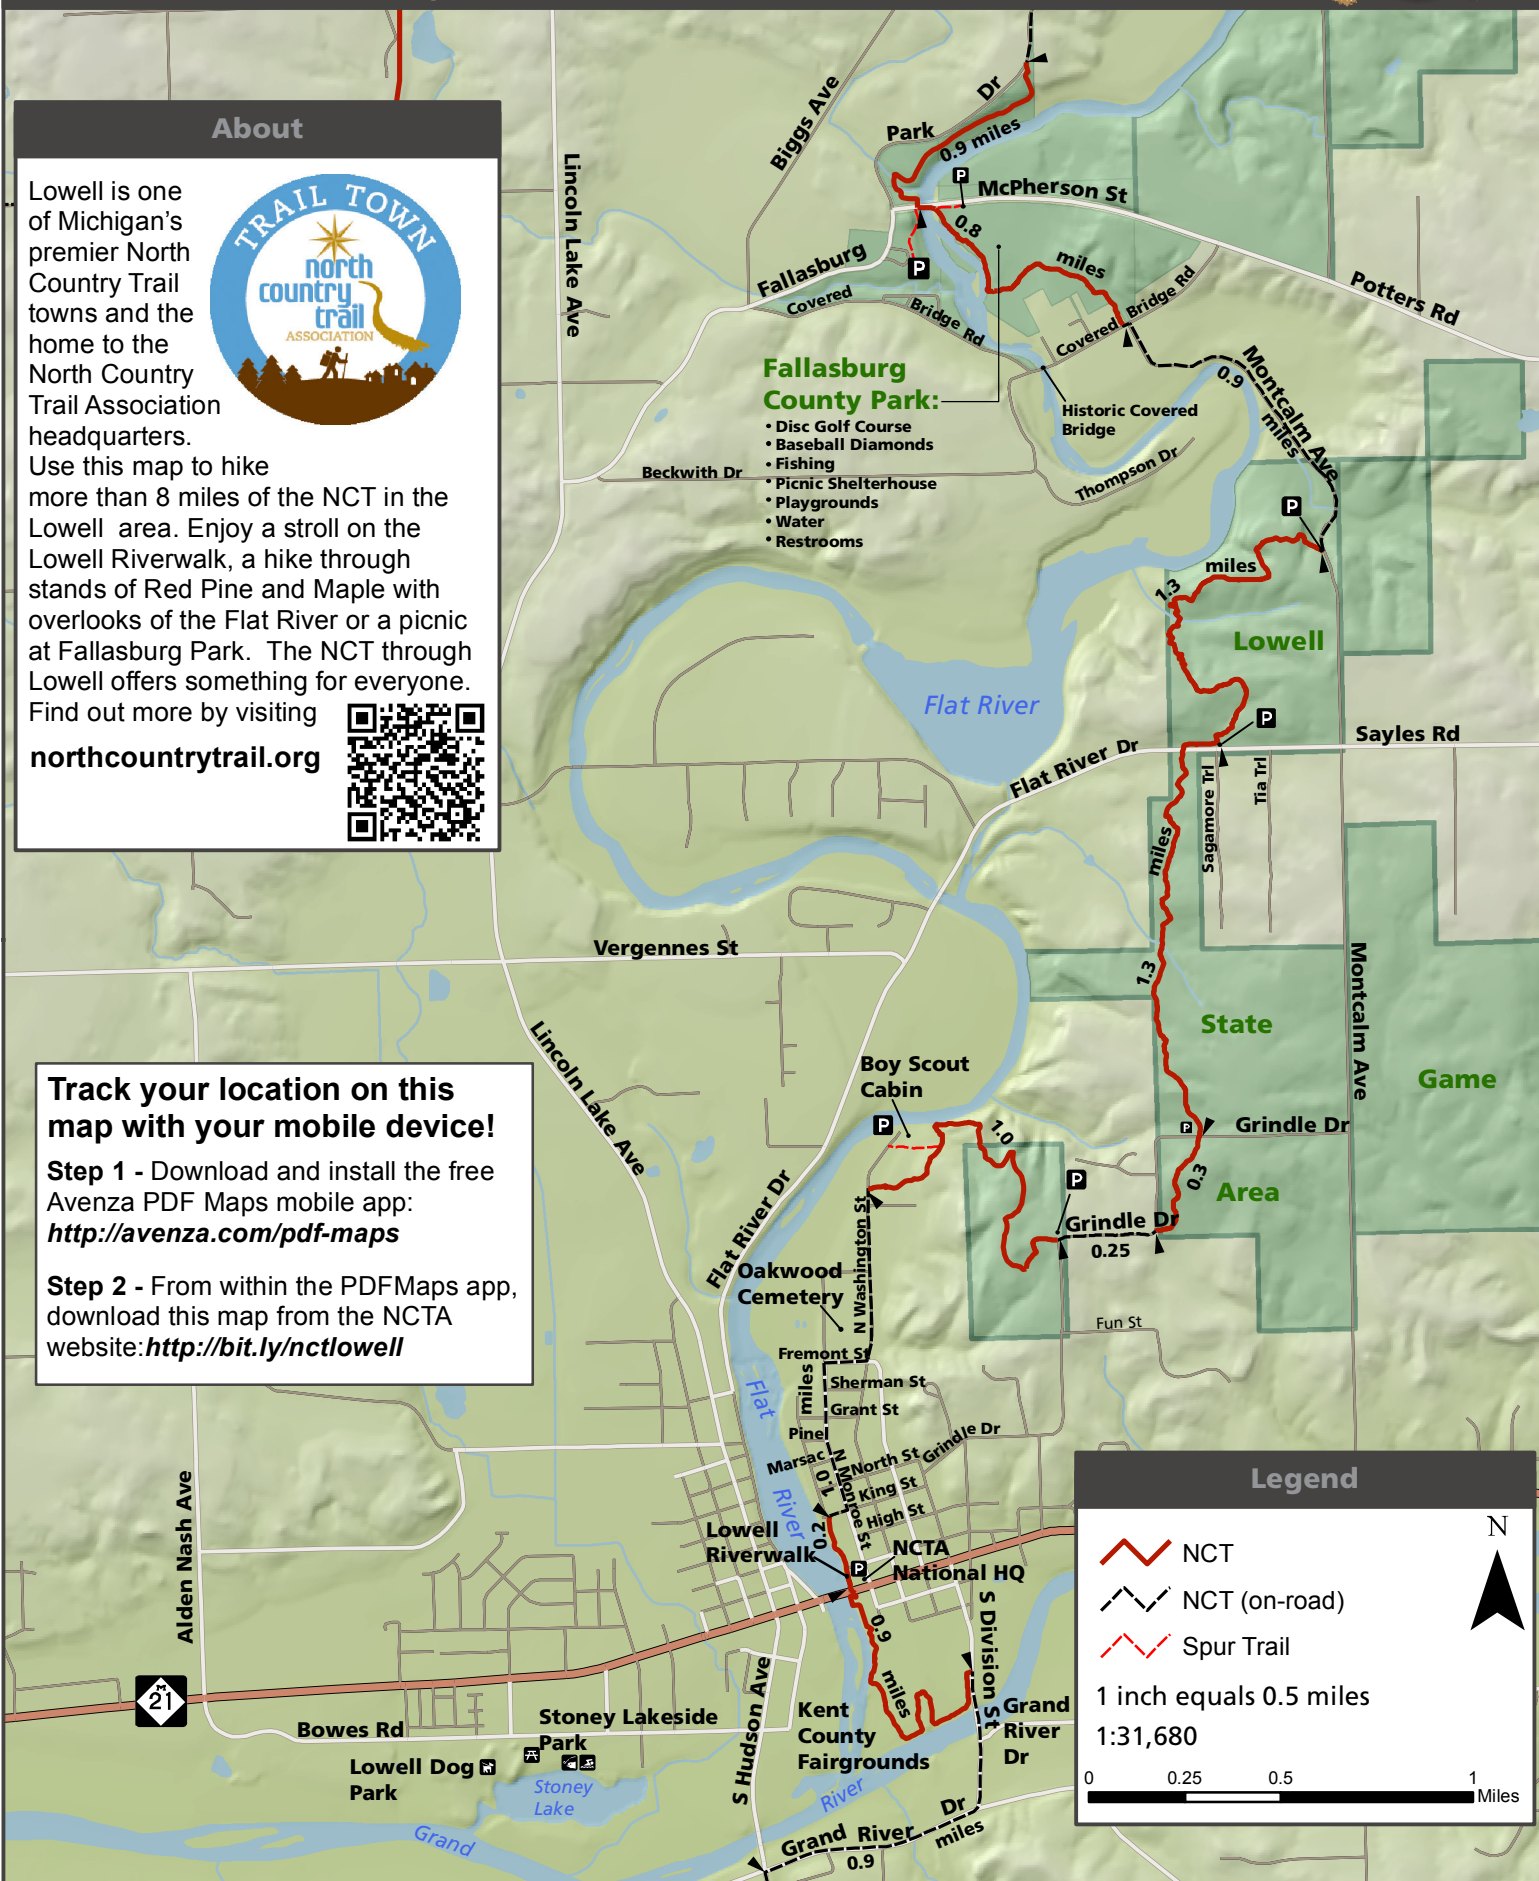 About
Lowell is one
of Michigan's
premier North
Country Trail
towns and the
home to the
North Country
Trail Association
headquarters.
Use this map to hike
more than 8 miles of the NCT in the
Lowell area. Enjoy a stroll on the
Lowell Riverwalk, a hike through
stands of Red Pine and Maple with
overlooks of the Flat River or a picnic
at Fallasburg Park. The NCT through
Lowell offers something for everyone.
Find out more by visiting
northcountrytrail.org
TRAIL TOWN
north
country
trail
ASSOCIATION
Track your location on this
map with your mobile device!
Step 1 - Download and install the free
Avenza PDF Maps mobile app:
http://avenza.com/pdf-maps
Step 2 - From within the PDFMaps app,
download this map from the NCTA
website:http://bit.ly/nctlowell
Biggs Ave
Park Dr
0.9 miles
P
McPherson St
Lincoln Lake Ave
0.8 miles
Fallasburg
P
Covered Bridge Rd
Covered Bridge Rd
Potters Rd
Fallasburg
County Park:
• Disc Golf Course
• Baseball Diamonds
• Fishing
• Picnic Shelterhouse
• Playgrounds
• Water
• Restrooms
Historic Covered
Bridge
0.9 miles
Montcalm Ave
Beckwith Dr
Thompson Dr
P
1.3 miles
Lowell
Flat River
P
Flat River Dr
Sayles Rd
Sagamore Trl
Tia Trl
miles
1.3
Vergennes St
State
Montcalm Ave
Game
Lincoln Lake Ave
Boy Scout
Cabin
P
1.0
P
Grindle Dr
P
0.3
Area
Grindle Dr
0.25
Flat River Dr
N Washington St
Oakwood
Cemetery
Fun St
Fremont St
miles
Sherman St
Grant St
Flat
River
Pine
Marsac
1.0
N Monroe St
North St
Grindle Dr
King St
High St
0.2
Lowell
Riverwalk
P
NCTA
National HQ
Alden Nash Ave
0.9
miles
S Division St
M
21
Bowes Rd
Stoney Lakeside
Park
Lowell Dog
Park
Stoney
Lake
S Hudson Ave
Kent
County
Fairgrounds
Grand
River
Dr
Grand
River
Grand River Dr
0.9 miles
Legend
N
NCT
NCT (on-road)
Spur Trail
1 inch equals 0.5 miles
1:31,680
0 0.25 0.5 1
Miles